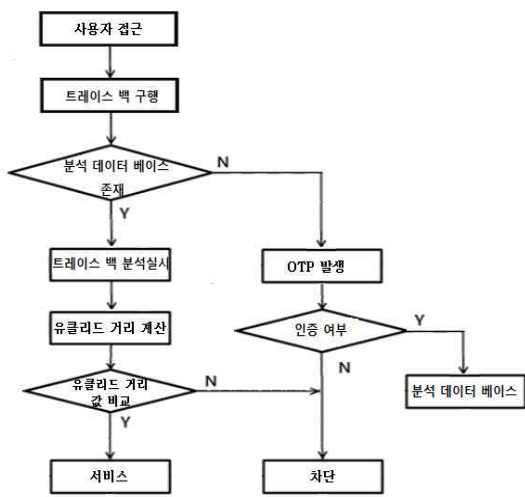 사용자 접근
트레이스 백 구행
분석 데이터 베이스
존재
N
Y
트레이스 백 분석실시
OTP 발생
유클리드 거리 계산
인증 여부
Y
N
유클리드 거리
값 비교
N
Y
분석 데이터 베이스
서비스
차단